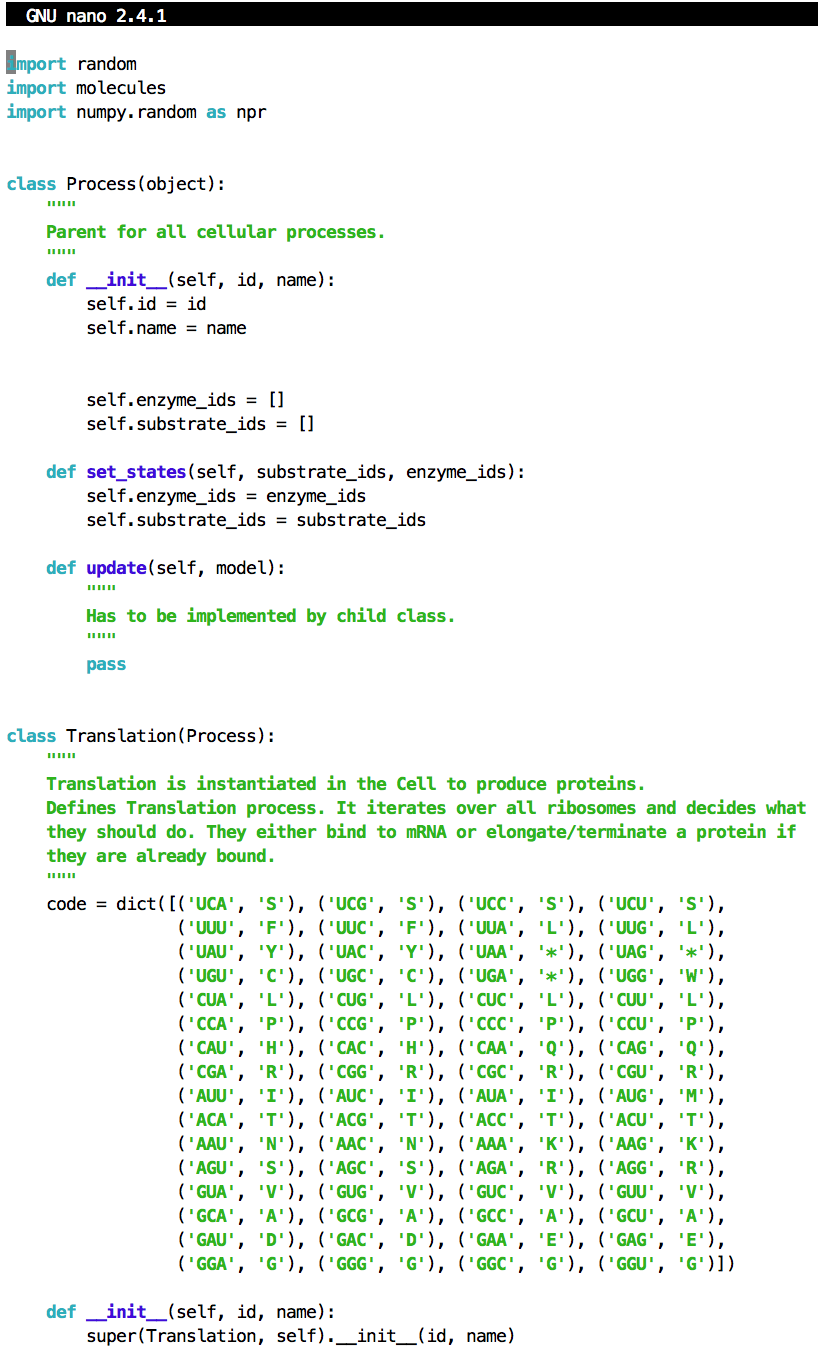 GNU nano 2.4.1
import random
import molecules
import numpy.random as npr
class Process(object):
    """
    Parent for all cellular processes.
    """
    def __init__(self, id, name):
        self.id = id
        self.name = name
        self.enzyme_ids = []
        self.substrate_ids = []
    def set_states(self, substrate_ids, enzyme_ids):
        self.enzyme_ids = enzyme_ids
        self.substrate_ids = substrate_ids
    def update(self, model):
        """
        Has to be implemented by child class.
        """
        pass
class Translation(Process):
    """
    Translation is instantiated in the Cell to produce proteins.
    Defines Translation process. It iterates over all ribosomes and decides what
    they should do. They either bind to mRNA or elongate/terminate a protein if
    they are already bound.
    """
    code = dict([('UCA', 'S'), ('UCG', 'S'), ('UCC', 'S'), ('UCU', 'S'),
                 ('UUU', 'F'), ('UUC', 'F'), ('UUA', 'L'), ('UUG', 'L'),
                 ('UAU', 'Y'), ('UAC', 'Y'), ('UAA', '*'), ('UAG', '*'),
                 ('UGU', 'C'), ('UGC', 'C'), ('UGA', '*'), ('UGG', 'W'),
                 ('CUA', 'L'), ('CUG', 'L'), ('CUC', 'L'), ('CUU', 'L'),
                 ('CCA', 'P'), ('CCG', 'P'), ('CCC', 'P'), ('CCU', 'P'),
                 ('CAU', 'H'), ('CAC', 'H'), ('CAA', 'Q'), ('CAG', 'Q'),
                 ('CGA', 'R'), ('CGG', 'R'), ('CGC', 'R'), ('CGU', 'R'),
                 ('AUU', 'I'), ('AUC', 'I'), ('AUA', 'I'), ('AUG', 'M'),
                 ('ACA', 'T'), ('ACG', 'T'), ('ACC', 'T'), ('ACU', 'T'),
                 ('AAU', 'N'), ('AAC', 'N'), ('AAA', 'K'), ('AAG', 'K'),
                 ('AGU', 'S'), ('AGC', 'S'), ('AGA', 'R'), ('AGG', 'R'),
                 ('GUA', 'V'), ('GUG', 'V'), ('GUC', 'V'), ('GUU', 'V'),
                 ('GCA', 'A'), ('GCG', 'A'), ('GCC', 'A'), ('GCU', 'A'),
                 ('GAU', 'D'), ('GAC', 'D'), ('GAA', 'E'), ('GAG', 'E'),
                 ('GGA', 'G'), ('GGG', 'G'), ('GGC', 'G'), ('GGU', 'G')])
    def __init__(self, id, name):
        super(Translation, self).__init__(id, name)